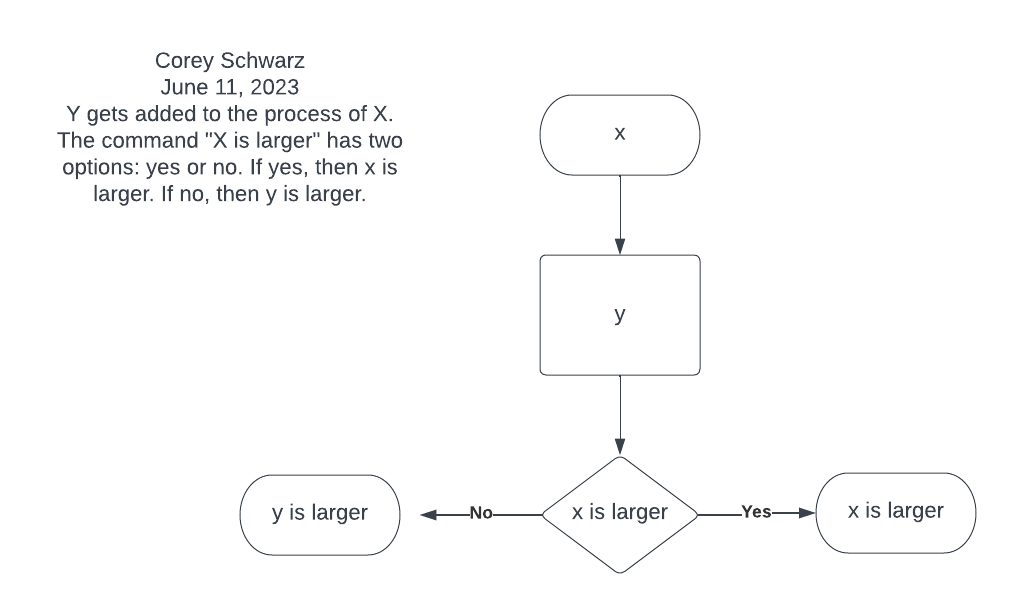 Corey Schwarz
June 11, 2023
Y gets added to the process of X.
The command "X is larger" has two
options: yes or no. If yes, then x is
larger. If no, then y is larger.
x
y
y is larger
No
x is larger
Yes
x is larger